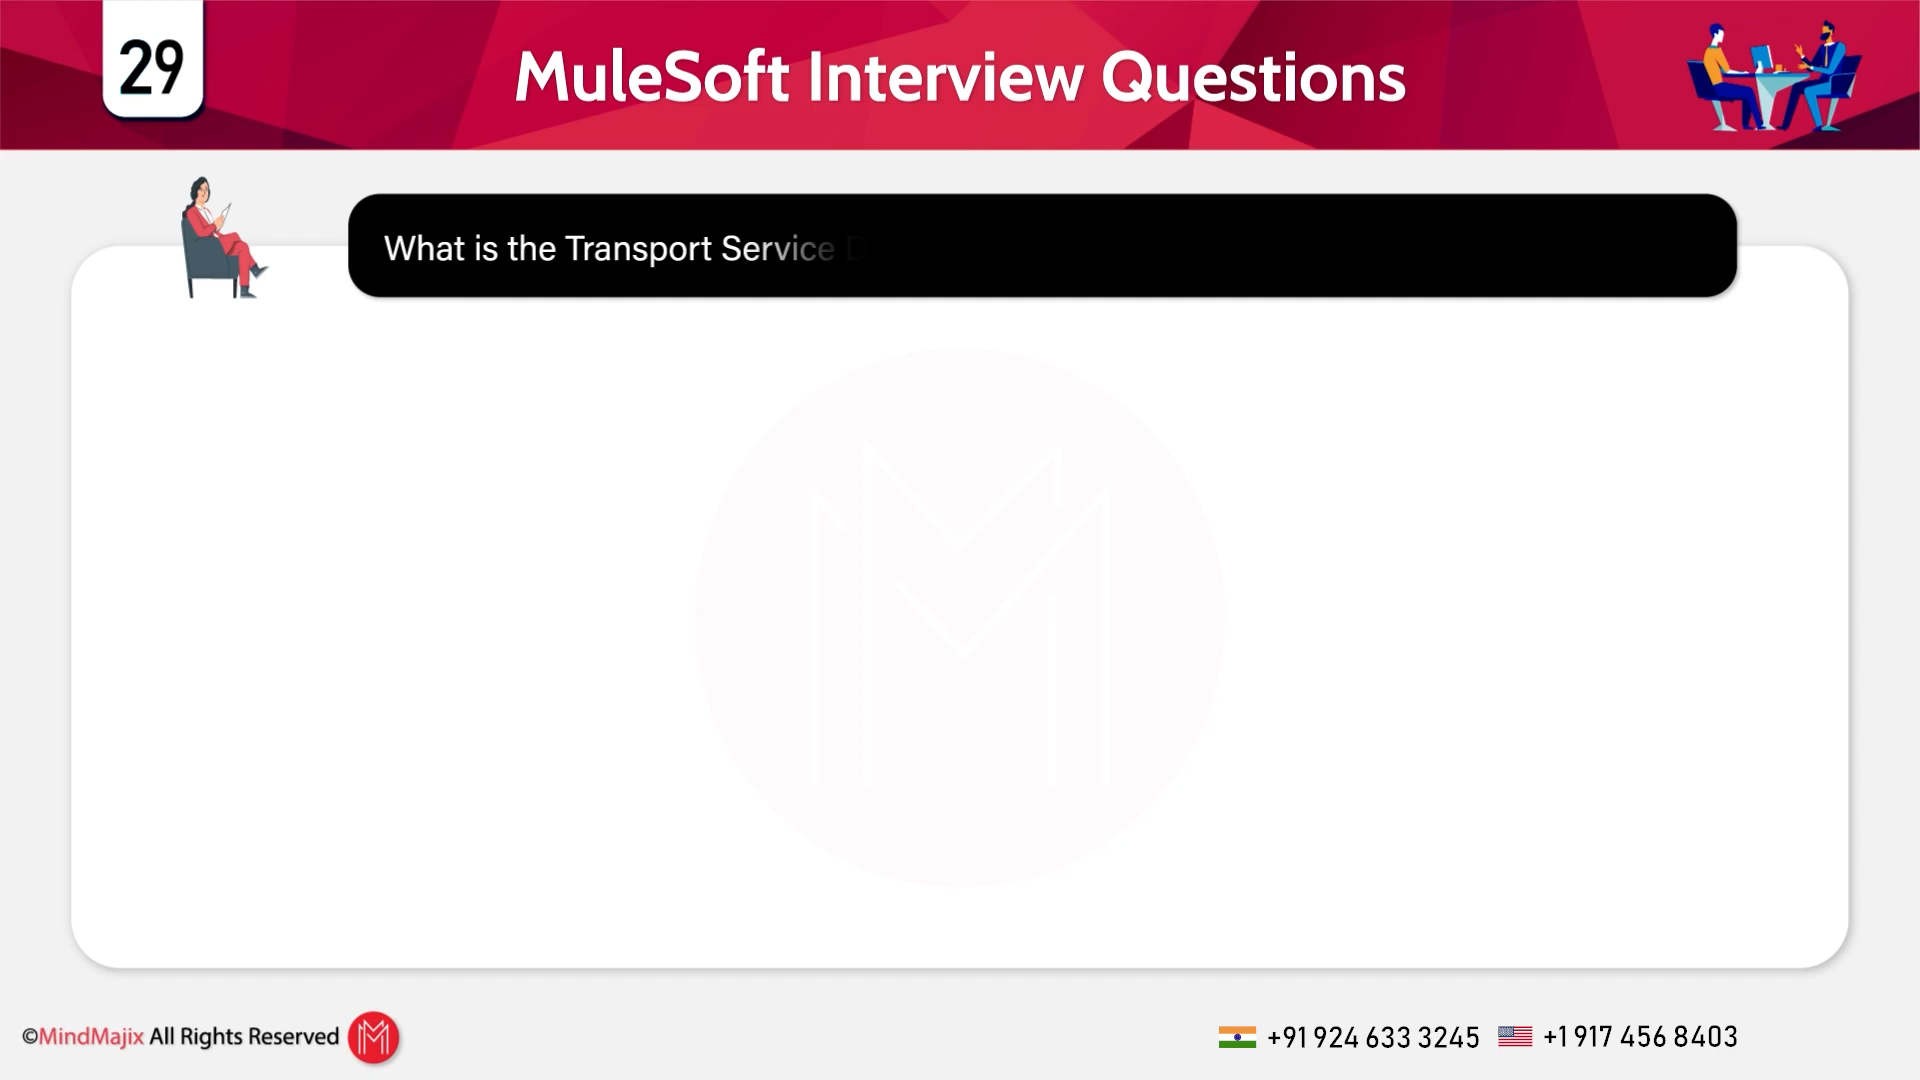 29
MuleSoft Interview Questions
What is the Transport Service D
©MindMajix All Rights Reserved
+91 924 633 3245 +1 917 456 8403